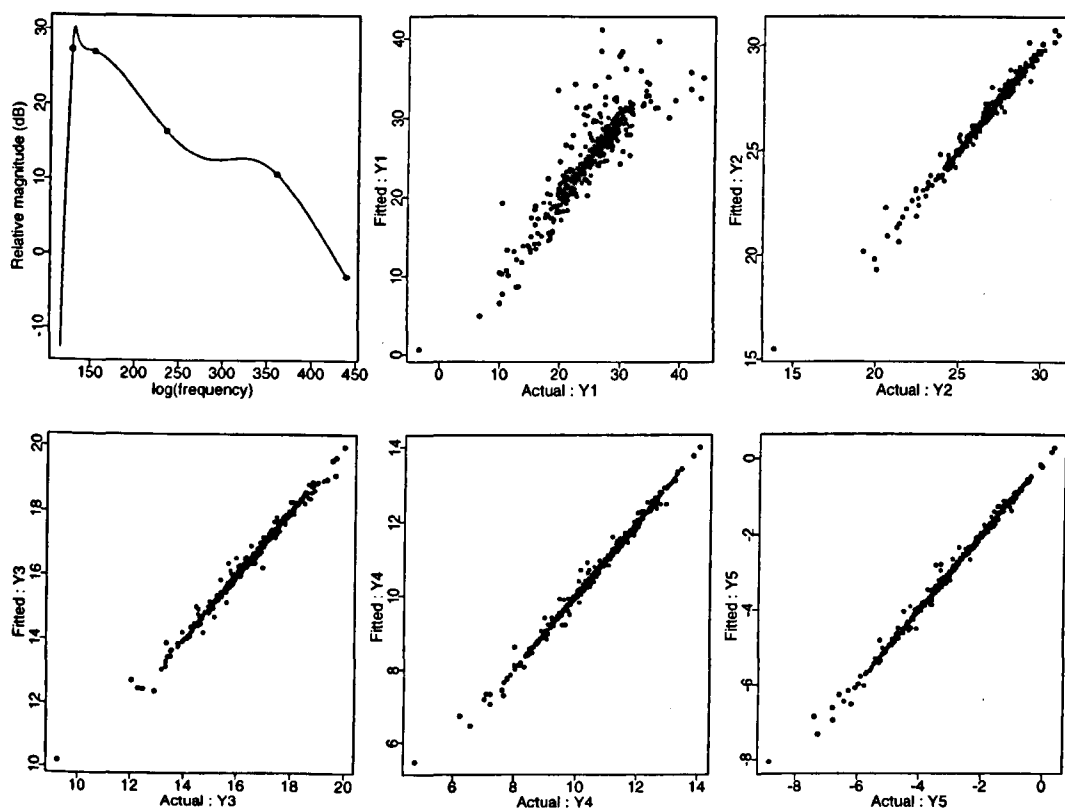 Relative magnitude (dB)
30
20
10
0
-10
150 200 250 300 350 400 450
log(frequency)
Fitted : Y1
40
30
20
10
0
0 10 20 30 40
Actual : Y1
Fitted : Y2
30
25
20
15
15 20 25 30
Actual : Y2
Fitted : Y3
20
18
16
14
12
10
10 12 14 16 18 20
Actual : Y3
Fitted : Y4
14
12
10
8
6
6 8 10 12 14
Actual : Y4
Fitted : Y5
0
-2
-4
-6
-8
-8 -6 -4 -2 0
Actual : Y5